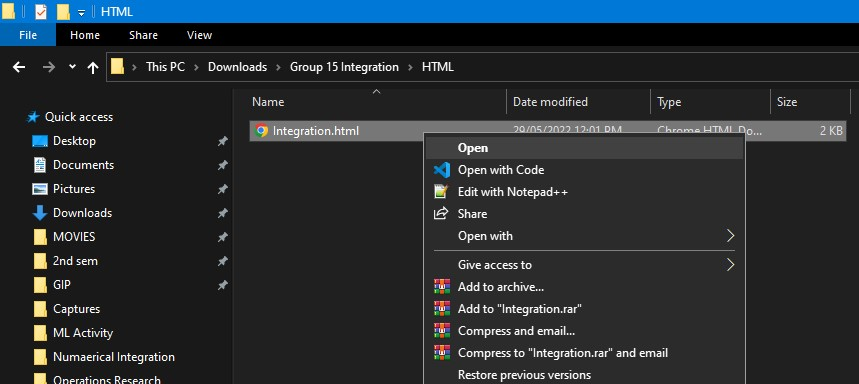 HTML
File Home Share View
This PC Downloads Group 15 Integration HTML
Name Date modified Type Size
Quick access
Desktop
Documents
Pictures
Downloads
MOVIES
2nd sem
GIP
Captures
ML Activity
Numaerical Integration
Operations Research
Integration.html 29/05/2022 12:01 PM Chrome HTML Do... 2 KB
Open
Open with Code
Edit with Notepad++
Share
Open with
Give access to
Add to archive...
Add to "Integration.rar"
Compress and email...
Compress to "Integration.rar" and email
Restore previous versions